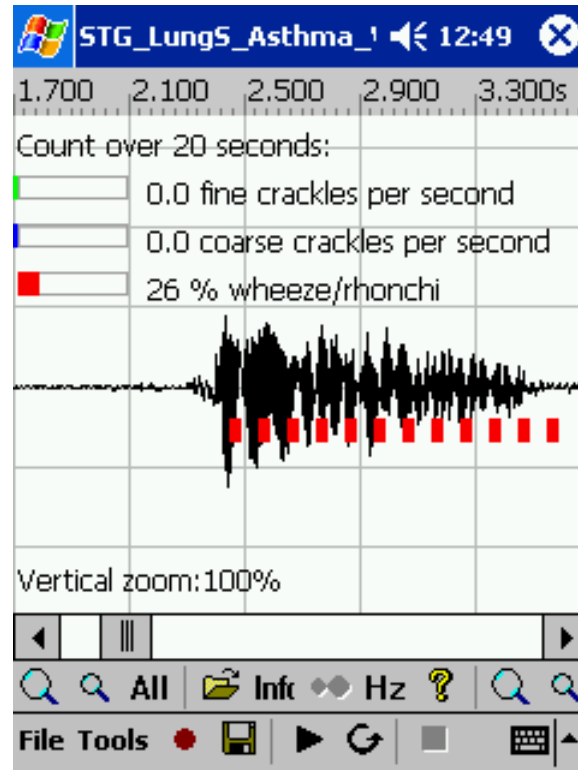 STG_LungS_Asthma_ 12:49
1.700 2.100 2.500 2.900 3.300s
Count over 20 seconds:
0.0 fine crackles per second
0.0 coarse crackles per second
26 % wheeze/rhonchi
Vertical zoom:100%
All Hz ?
File Tools